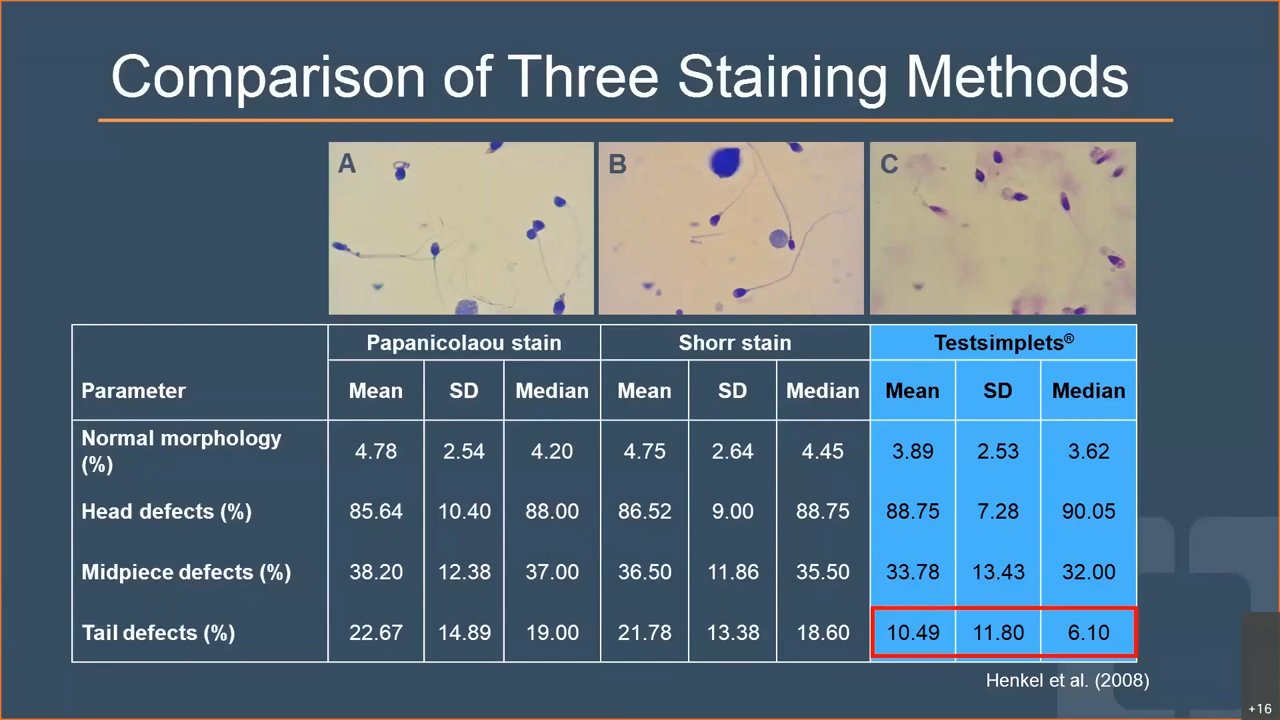 Comparison of Three Staining Methods
A B C
Papanicolaou stain Shorr stain Testsimplets®
Parameter Mean SD Median Mean SD Median Mean SD Median
Normal morphology
(%) 4.78 2.54 4.20 4.75 2.64 4.45 3.89 2.53 3.62
Head defects (%) 85.64 10.40 88.00 86.52 9.00 88.75 88.75 7.28 90.05
Midpiece defects (%) 38.20 12.38 37.00 36.50 11.86 35.50 33.78 13.43 32.00
Tail defects (%) 22.67 14.89 19.00 21.78 13.38 18.60 10.49 11.80 6.10
Henkel et al. (2008)
+16